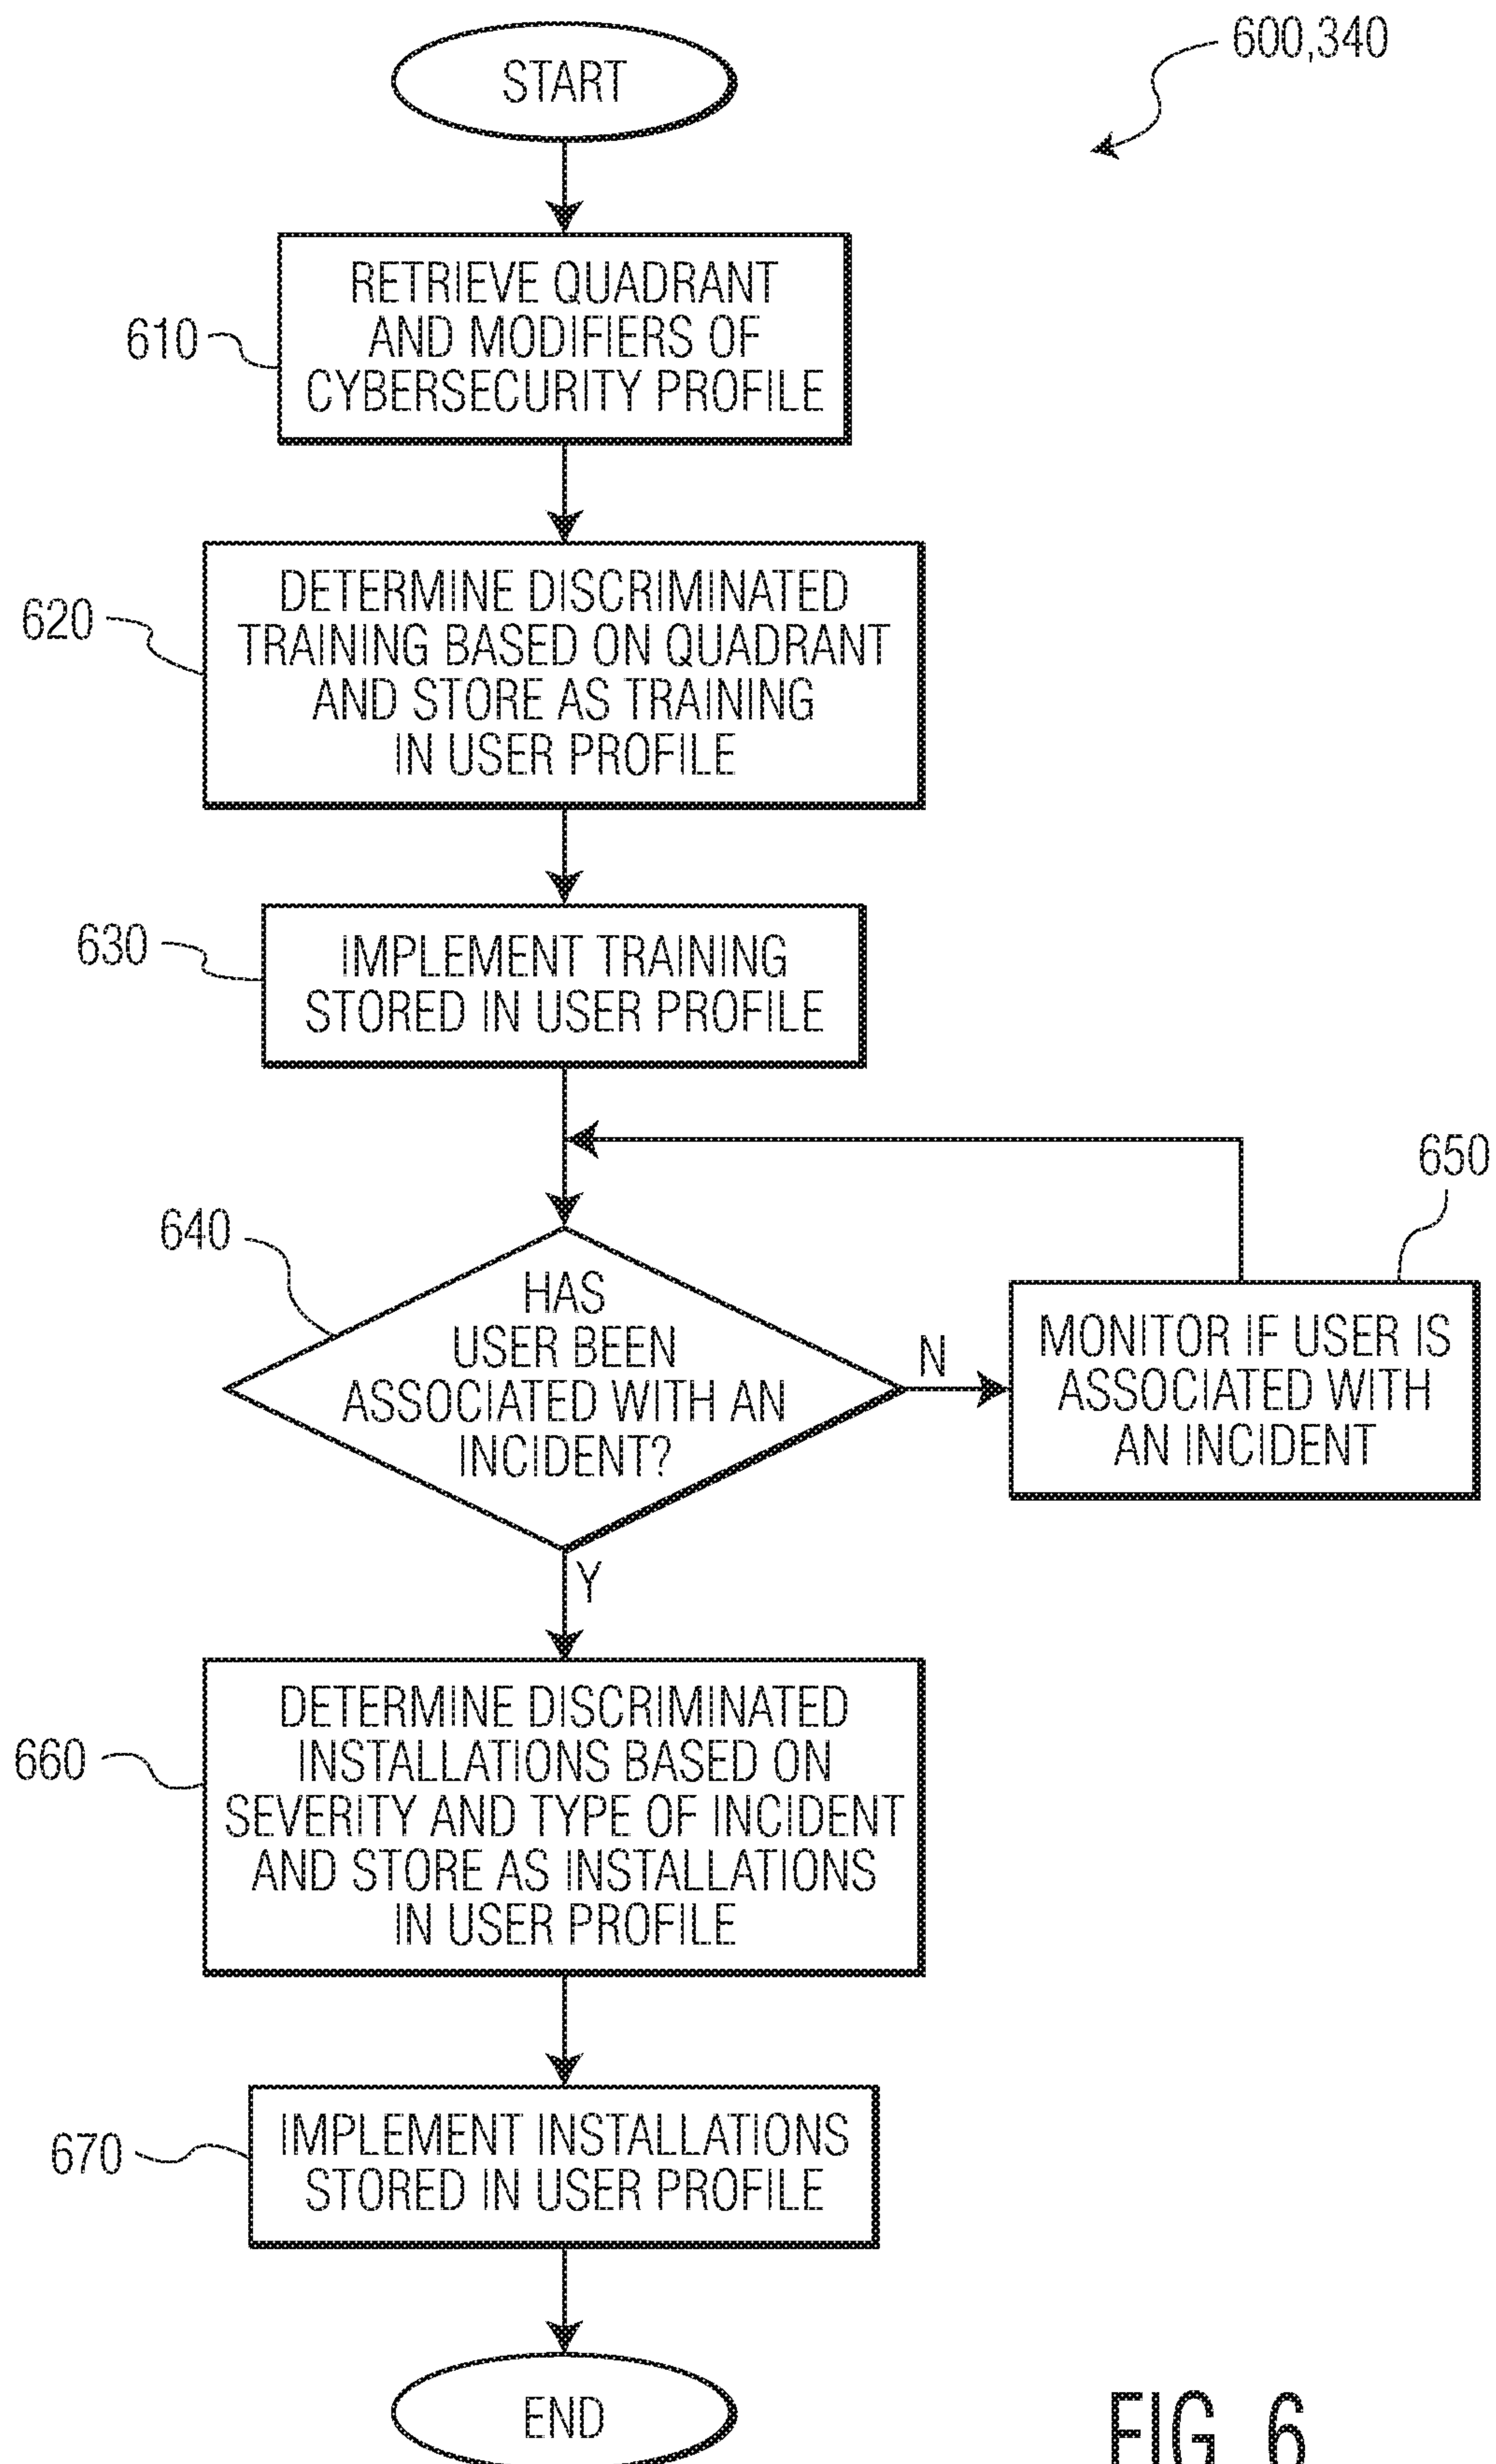 600,340
START
610
RETRIEVE QUADRANT
AND MODIFIERS OF
CYBERSECURITY PROFILE
620
DETERMINE DISCRIMINATED
TRAINING BASED ON QUADRANT
AND STORE AS TRAINING
IN USER PROFILE
630
IMPLEMENT TRAINING
STORED IN USER PROFILE
640
HAS
USER BEEN
ASSOCIATED WITH AN
INCIDENT?
N
650
MONITOR IF USER IS
ASSOCIATED WITH
AN INCIDENT
Y
660
DETERMINE DISCRIMINATED
INSTALLATIONS BASED ON
SEVERITY AND TYPE OF INCIDENT
AND STORE AS INSTALLATIONS
IN USER PROFILE
670
IMPLEMENT INSTALLATIONS
STORED IN USER PROFILE
END
FIG. 6